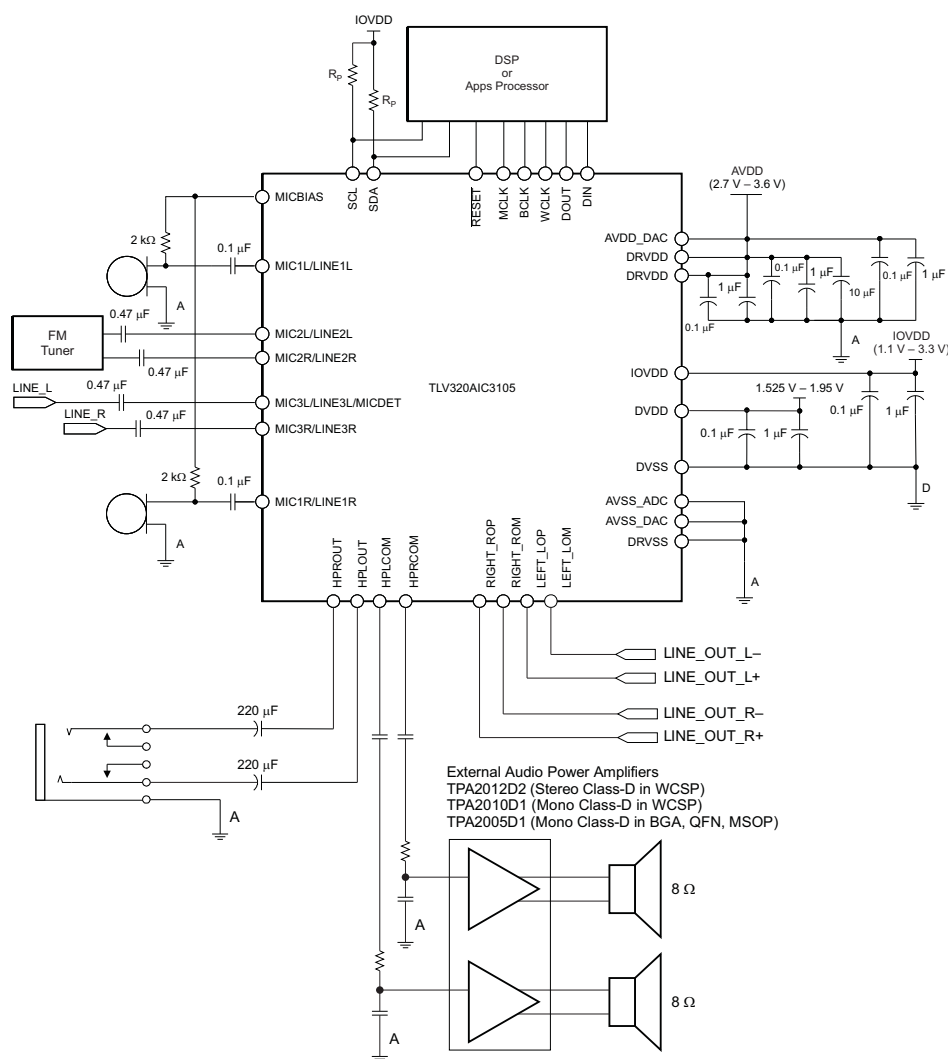 IOVDD
R_P
R_P
DSP
or
Apps Processor
SCL
SDA
RESET
MCLK
BCLK
WCLK
DOUT
DIN
AVDD
(2.7 V – 3.6 V)
MICBIAS
2 kΩ
0.1 μF
MIC1L/LINE1L
A
AVDD_DAC
DRVDD
DRVDD
0.1 μF
1 μF
0.1 μF
1 μF
10 μF
0.1 μF
1 μF
A
FM
Tuner
0.47 μF
MIC2L/LINE2L
0.47 μF
MIC2R/LINE2R
LINE_L
0.47 μF
MIC3L/LINE3L/MICDET
LINE_R
0.47 μF
MIC3R/LINE3R
TLV320AIC3105
IOVDD
(1.1 V – 3.3 V)
IOVDD
1.525 V – 1.95 V
DVDD
0.1 μF
1 μF
0.1 μF
1 μF
DVSS
D
2 kΩ
0.1 μF
MIC1R/LINE1R
A
AVSS_ADC
AVSS_DAC
DRVSS
A
HPROUT
HPLOUT
HPLCOM
HPRCOM
RIGHT_ROP
RIGHT_ROM
LEFT_LOP
LEFT_LOM
LINE_OUT_L–
LINE_OUT_L+
LINE_OUT_R–
LINE_OUT_R+
220 μF
220 μF
A
External Audio Power Amplifiers
TPA2012D2 (Stereo Class-D in WCSP)
TPA2010D1 (Mono Class-D in WCSP)
TPA2005D1 (Mono Class-D in BGA, QFN, MSOP)
8 Ω
A
8 Ω
A